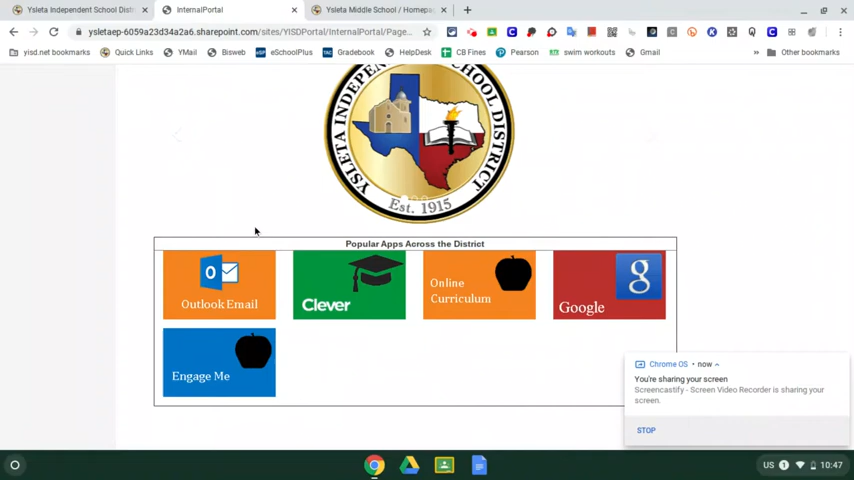 Ysleta Independent School Distri
InternalPortal
Ysleta Middle School / Homepag
ysletaep-6059a23d34a2a6.sharepoint.com/sites/YISDPortal/InternalPortal/Page...
yisd.net bookmarks
Quick Links
YMail
Bisweb
eSchoolPlus
Gradebook
HelpDesk
CB Fines
Pearson
swim workouts
Gmail
»
Other bookmarks
YSLETA INDEPENDENT SCHOOL DISTRICT
Est. 1915
Popular Apps Across the District
Outlook Email
Clever
Online
Curriculum
Google
Engage Me
Chrome OS • now
You're sharing your screen
Screencastify - Screen Video Recorder is sharing your
screen.
STOP
US 1 10:47